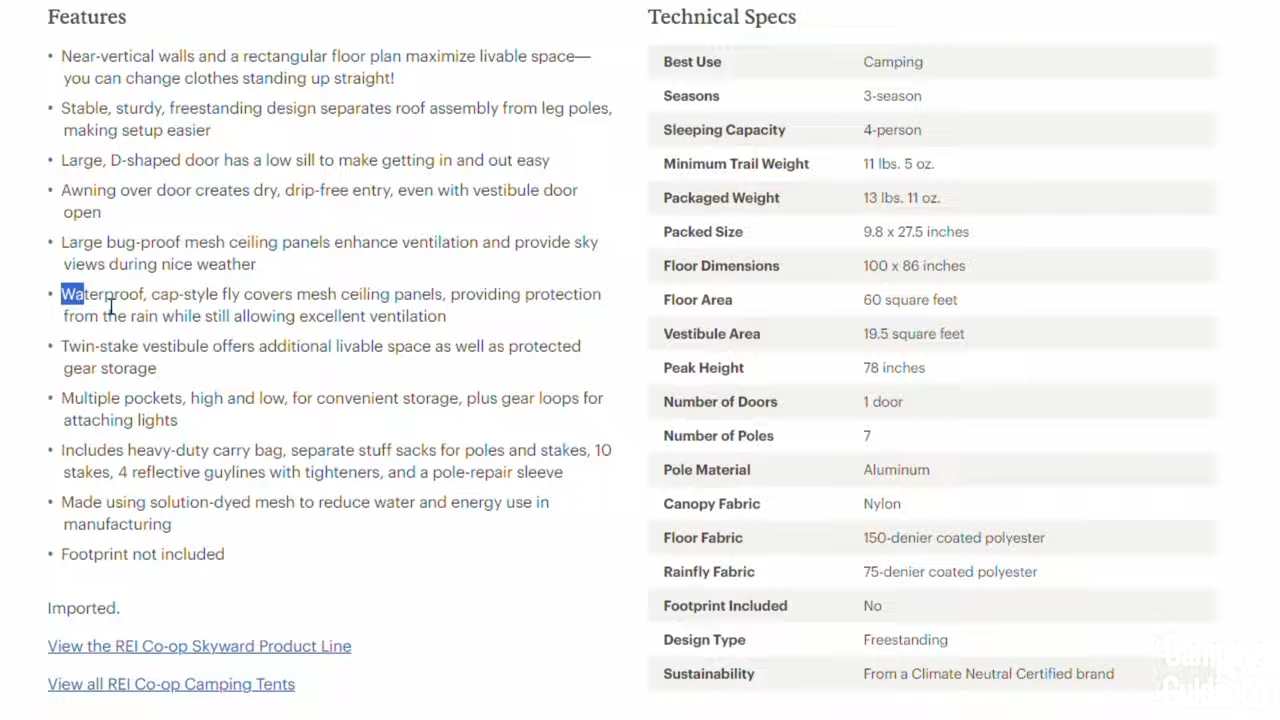 Features
• Near-vertical walls and a rectangular floor plan maximize livable space—
you can change clothes standing up straight!
• Stable, sturdy, freestanding design separates roof assembly from leg poles,
making setup easier
• Large, D-shaped door has a low sill to make getting in and out easy
• Awning over door creates dry, drip-free entry, even with vestibule door
open
• Large bug-proof mesh ceiling panels enhance ventilation and provide sky
views during nice weather
• Waterproof, cap-style fly covers mesh ceiling panels, providing protection
from the rain while still allowing excellent ventilation
• Twin-stake vestibule offers additional livable space as well as protected
gear storage
• Multiple pockets, high and low, for convenient storage, plus gear loops for
attaching lights
• Includes heavy-duty carry bag, separate stuff sacks for poles and stakes, 10
stakes, 4 reflective guylines with tighteners, and a pole-repair sleeve
• Made using solution-dyed mesh to reduce water and energy use in
manufacturing
• Footprint not included
Imported.
View the REI Co-op Skyward Product Line
View all REI Co-op Camping Tents
Technical Specs
Best Use Camping
Seasons 3-season
Sleeping Capacity 4-person
Minimum Trail Weight 11 lbs. 5 oz.
Packaged Weight 13 lbs. 11 oz.
Packed Size 9.8 x 27.5 inches
Floor Dimensions 100 x 86 inches
Floor Area 60 square feet
Vestibule Area 19.5 square feet
Peak Height 78 inches
Number of Doors 1 door
Number of Poles 7
Pole Material Aluminum
Canopy Fabric Nylon
Floor Fabric 150-denier coated polyester
Rainfly Fabric 75-denier coated polyester
Footprint Included No
Design Type Freestanding
Sustainability From a Climate Neutral Certified brand
Camping